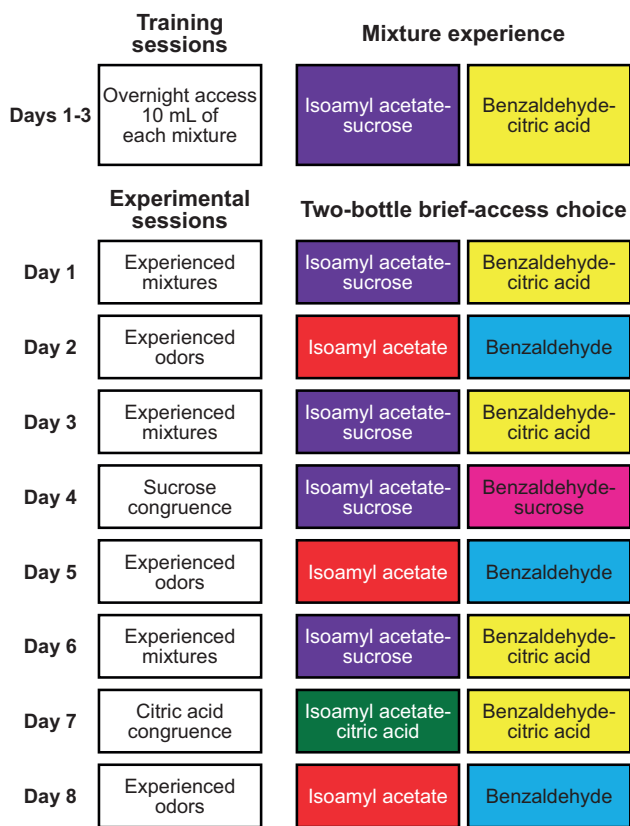 Training
sessions
Mixture experience
Days 1-3
Overnight access
10 mL of
each mixture
Isoamyl acetate-
sucrose
Benzaldehyde-
citric acid
Experimental
sessions
Two-bottle brief-access choice
Day 1
Experienced
mixtures
Isoamyl acetate-
sucrose
Benzaldehyde-
citric acid
Day 2
Experienced
odors
Isoamyl acetate
Benzaldehyde
Day 3
Experienced
mixtures
Isoamyl acetate-
sucrose
Benzaldehyde-
citric acid
Day 4
Sucrose
congruence
Isoamyl acetate-
sucrose
Benzaldehyde-
sucrose
Day 5
Experienced
odors
Isoamyl acetate
Benzaldehyde
Day 6
Experienced
mixtures
Isoamyl acetate-
sucrose
Benzaldehyde-
citric acid
Day 7
Citric acid
congruence
Isoamyl acetate-
citric acid
Benzaldehyde-
citric acid
Day 8
Experienced
odors
Isoamyl acetate
Benzaldehyde